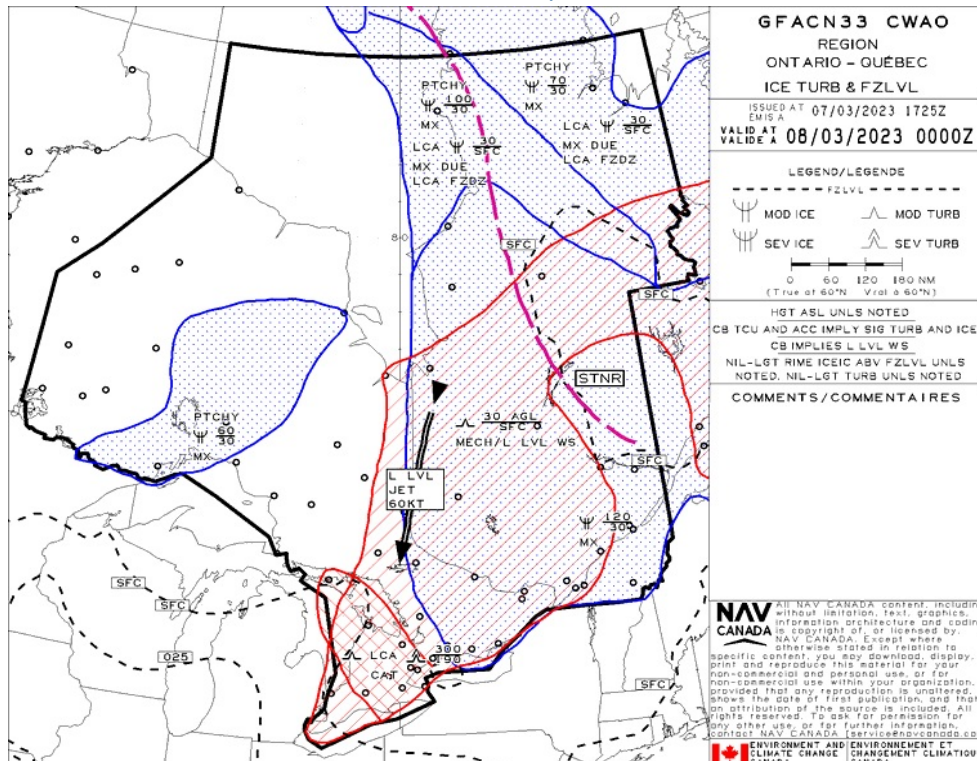 GFACN33 CWAO
REGION
ONTARIO – QUÉBEC
ICE TURB & FZLVL
ISSUED AT
ÉMIS A
07/03/2023 1725Z
VALID AT
VALIDE A
08/03/2023 0000Z
LEGEND/LÉGENDE
FZLVL
MOD ICE
MOD TURB
SEV ICE
SEV TURB
0 60 120 180 NM
(True at 60°N Vrai à 60°N)
HGT ASL UNLS NOTED
CB TCU AND ACC IMPLY SIG TURB AND ICE
CB IMPLIES L LVL WS
NIL-LGT RIME ICEIC ABV FZLVL UNLS
NOTED. NIL-LGT TURB UNLS NOTED
COMMENTS/COMMENTAIRES
NAV
CANADA
All NAV CANADA content, includin
without limitation, text, graphics,
information architecture and codin
is copyright of, or licensed by,
NAV CANADA. Except where
otherwise stated in relation to
specific content, you may download, display,
print and reproduce this material for your
non-commercial and personal use, or for
non-commercial use within your organization,
provided that any reproduction is unaltered,
shows the date of first publication, and that
an attribution of the source is included. All
rights reserved. To ask for permission for
any other use, or for further information,
contact NAV CANADA [service@navcanada.ca
ENVIRONMENT AND
CLIMATE CHANGE
CANADA
ENVIRONNEMENT ET
CHANGEMENT CLIMATIQU
CANADA
PTCHY
100
30
MX
PTCHY
70
30
MX
LCA
30
SFC
MX DUE
LCA FZDZ
LCA
30
SFC
MX DUE
LCA FZDZ
80
SFC
SFC
STNR
30 AGL
SFC
MECH/L LVL WS
PTCHY
60
30
MX
SFC
L LVL
JET
60KT
120
30
MX
SFC
SFC
025
LCA
300
190
CAT
SFC